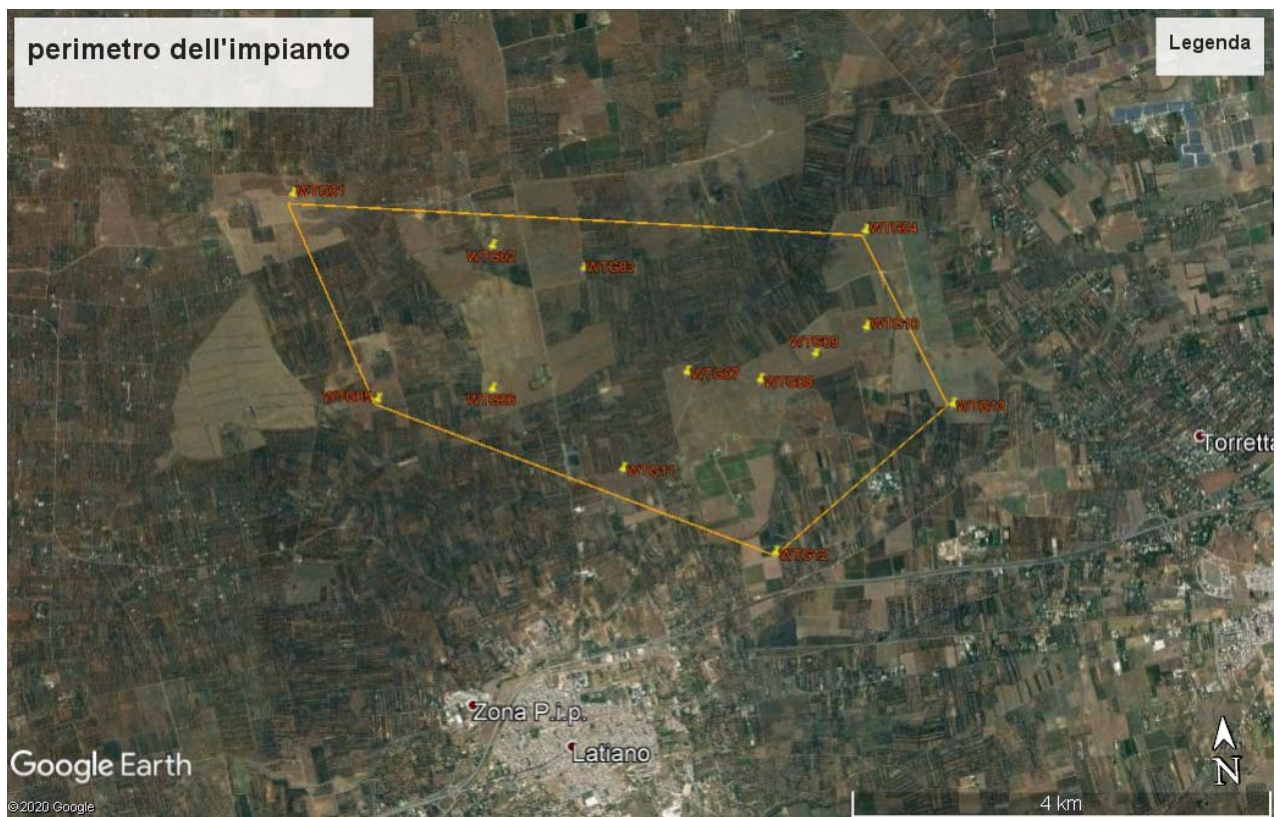 perimetro dell'impianto
Legenda
WTG01
WTG04
WTG02
WTG03
WTG10
WTG09
WTG07
WTG08
WTG05
WTG06
WTG13
Torretta
WTG11
WTG12
Zona P.i.p.
Latiano
Google Earth
N
©2020 Google
4 km